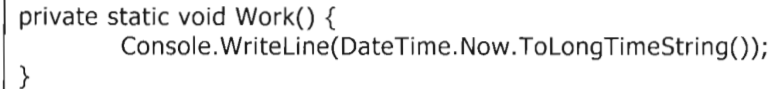 private static void Work() {
Console.WriteLine(DateTime.Now.ToLongTimeString());
}